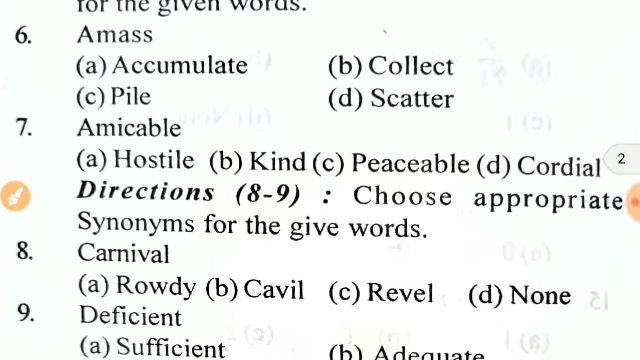 for the given words.
6. Amass
(a) Accumulate (b) Collect
(c) Pile (d) Scatter
7. Amicable
(a) Hostile (b) Kind (c) Peaceable (d) Cordial
2
Directions (8-9) : Choose appropriate
Synonyms for the give words.
8. Carnival
(a) Rowdy (b) Cavil (c) Revel (d) None
9. Deficient
(a) Sufficient (b) Adequate